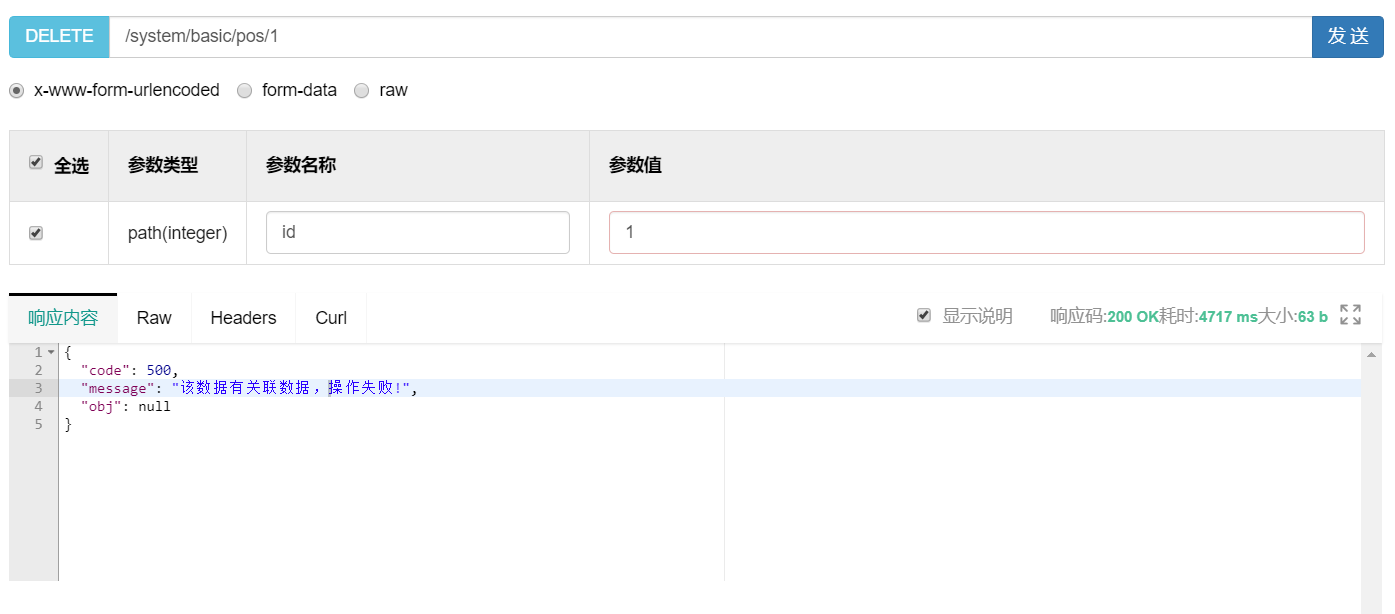 DELETE /system/basic/pos/1 发送
x-www-form-urlencoded form-data raw
全选 参数类型 参数名称 参数值
path(integer) id 1
响应内容 Raw Headers Curl 显示说明 响应码:200 OK耗时:4717 ms大小:63 b
1 {
2 "code": 500,
3 "message": "该数据有关联数据，操作失败!",
4 "obj": null
5 }